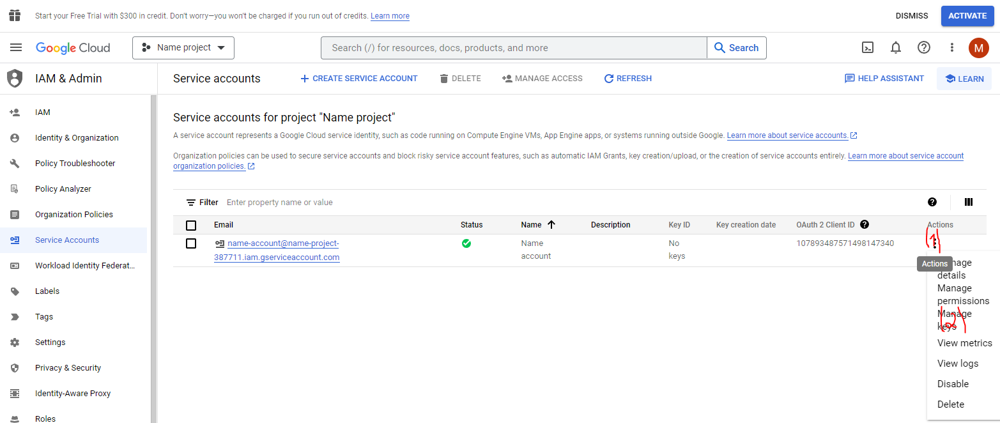 Start your Free Trial with $300 in credit. Don't worry—you won't be charged if you run out of credits. Learn more
DISMISS
ACTIVATE
Google Cloud
Name project
Search (/) for resources, docs, products, and more
Search
M
IAM & Admin
Service accounts
CREATE SERVICE ACCOUNT
DELETE
MANAGE ACCESS
REFRESH
HELP ASSISTANT
LEARN
IAM
Identity & Organization
Policy Troubleshooter
Policy Analyzer
Organization Policies
Service Accounts
Workload Identity Federat...
Labels
Tags
Settings
Privacy & Security
Identity-Aware Proxy
Roles
Service accounts for project "Name project"
A service account represents a Google Cloud service identity, such as code running on Compute Engine VMs, App Engine apps, or systems running outside Google. Learn more about service accounts.
Organization policies can be used to secure service accounts and block risky service account features, such as automatic IAM Grants, key creation/upload, or the creation of service accounts entirely. Learn more about service account
organization policies.
Filter Enter property name or value
Email Status Name Description Key ID Key creation date OAuth 2 Client ID Actions
name-account@name-project- Name No 107893487571498147340
387711.iam.gserviceaccount.com account keys
1)
Actions
details
Manage
permissions
Manage
keys
2)
View metrics
View logs
Disable
Delete